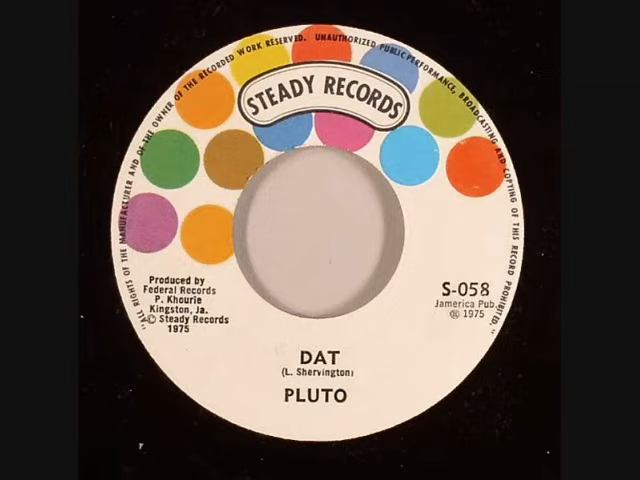 "ALL RIGHTS OF THE MANUFACTURER AND OF THE OWNER OF THE RECORDED WORK RESERVED. UNAUTHORIZED PUBLIC PERFORMANCE, BROADCASTING AND COPYING OF THIS RECORD PROHIBITED."
STEADY RECORDS
Produced by
Federal Records
P. Khourie
Kingston, Ja.
© Steady Records
1975
S-058
Jamerica Pub.
℗ 1975
DAT
(L. Shervington)
PLUTO